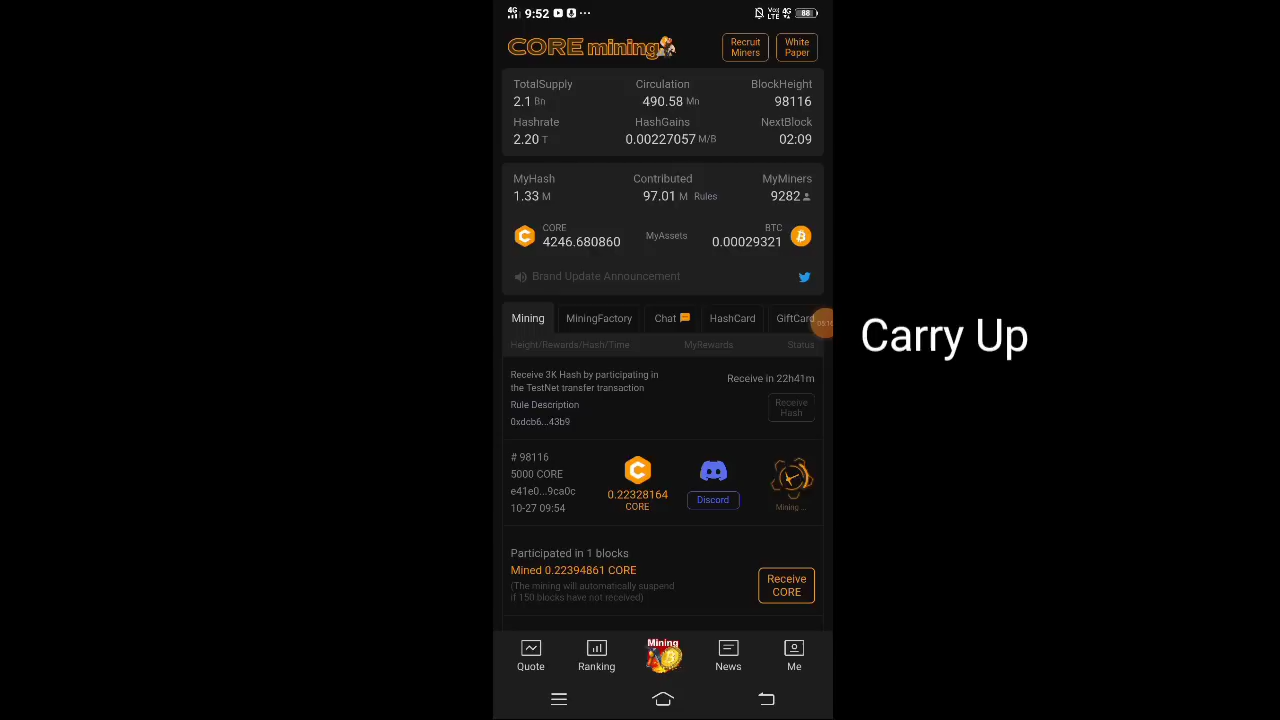 4G 9:52 ... Vo) LTE 4G 88
CORE mining Recruit Miners White Paper
TotalSupply Circulation BlockHeight
2.1 Bn 490.58 Mn 98116
Hashrate HashGains NextBlock
2.20 T 0.00227057 M/B 02:09
MyHash Contributed MyMiners
1.33 M 97.01 M Rules 9282
CORE BTC
4246.680860 MyAssets 0.00029321
Brand Update Announcement
Mining MiningFactory Chat HashCard GiftCard
Height/Rewards/Hash/Time MyRewards Status
Receive 3K Hash by participating in
the TestNet transfer transaction
Receive in 22h41m
Rule Description
0xdcb6...43b9
Receive
Hash
# 98116
5000 CORE
e41e0...9ca0c
10-27 09:54
0.22328164
CORE
Discord
Mining ...
Participated in 1 blocks
Mined 0.22394861 CORE
(The mining will automatically suspend
if 150 blocks have not received)
Receive
CORE
Mining
Quote Ranking News Me
Carry Up